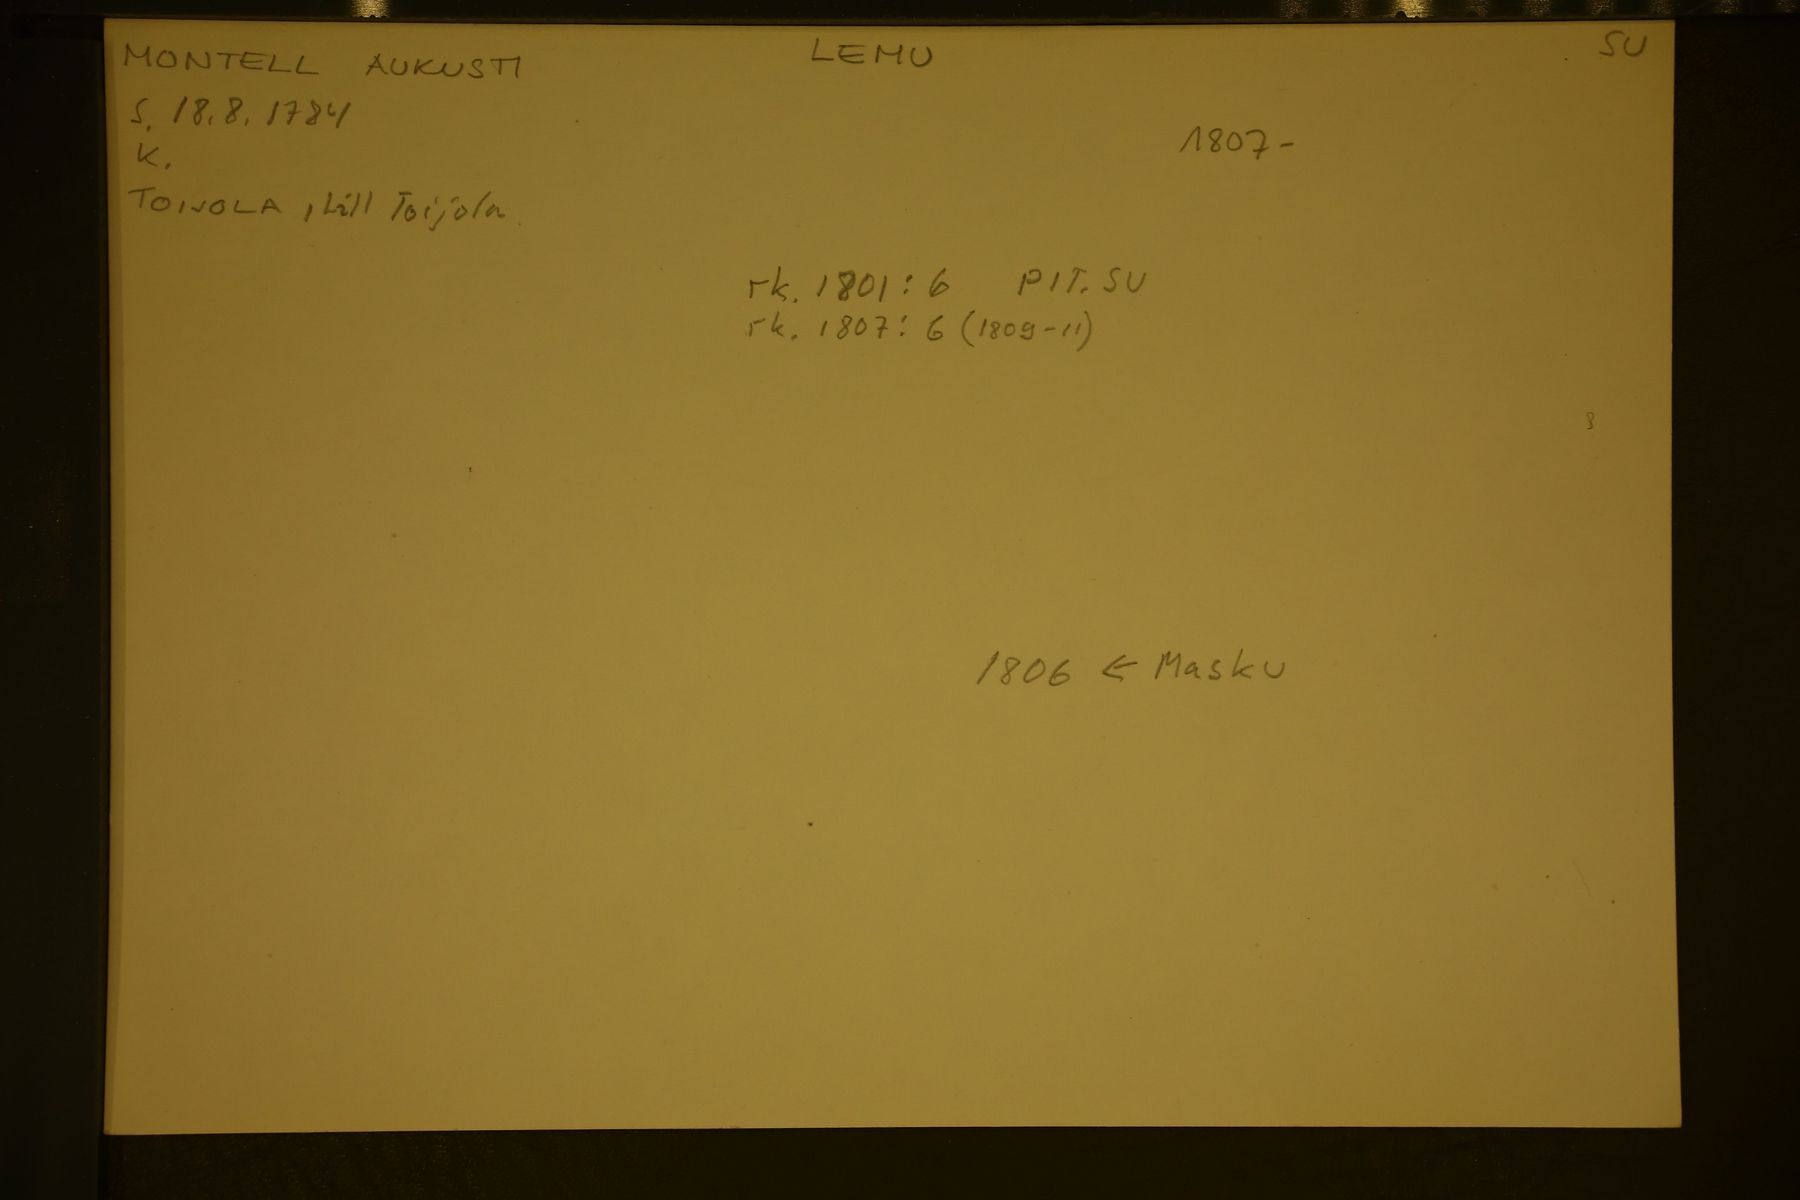 MONTELL AUKUSTI LEMU SU
S. 18.8.1784
1807-
K.
TOIVOLA, Lill Toijola
rk. 1801: 6 PIT. SU
rk. 1807: 6 (1809-11)
1806 ← Masku